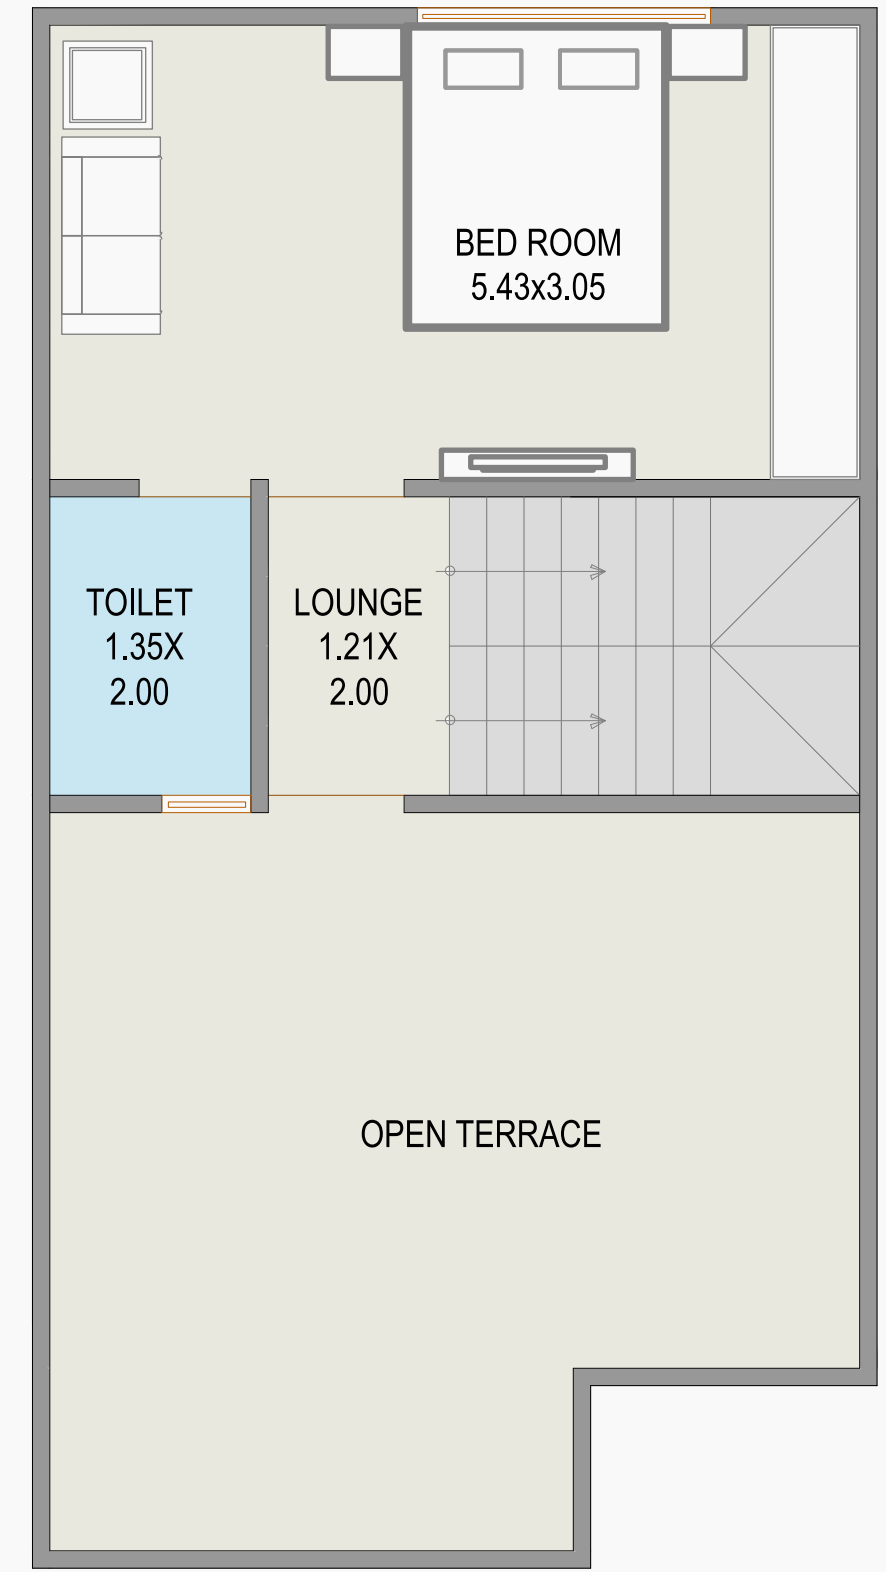 BED ROOM
5.43x3.05
TOILET
1.35X
2.00
LOUNGE
1.21X
2.00
OPEN TERRACE